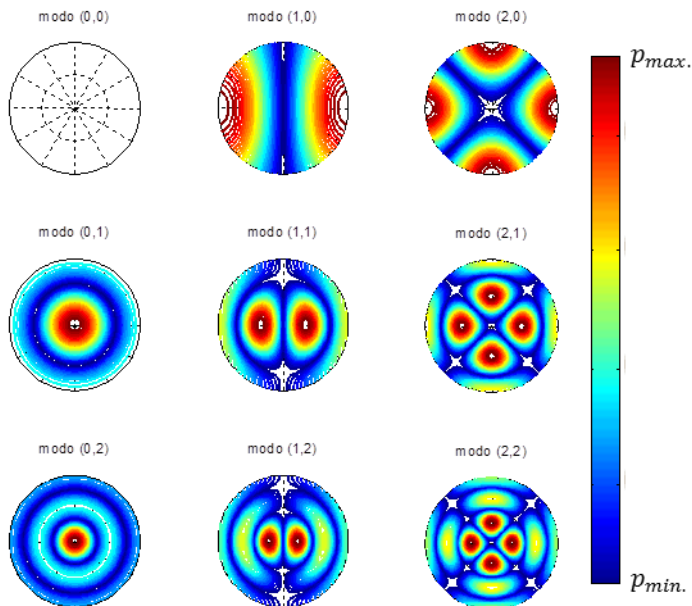 modo (0,0) modo (1,0) modo (2,0)
p_max.
modo (0,1) modo (1,1) modo (2,1)
modo (0,2) modo (1,2) modo (2,2)
p_min.